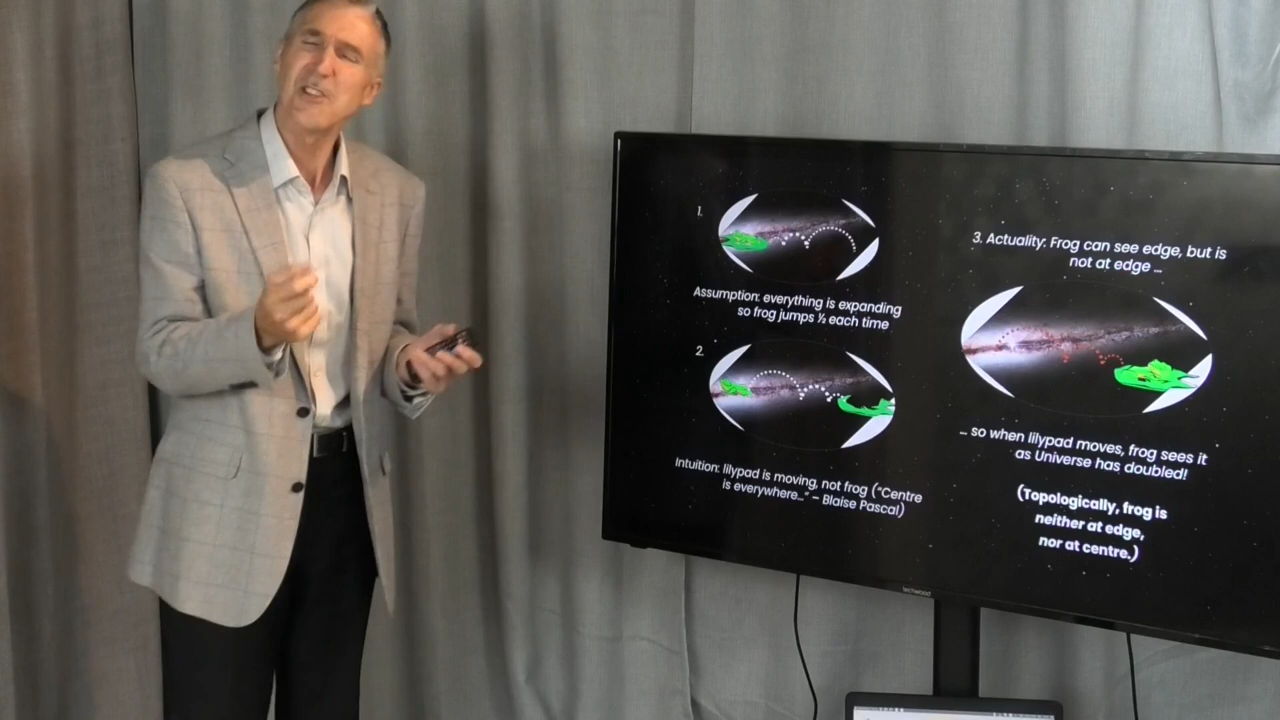 1.
Assumption: everything is expanding
so frog jumps ½ each time
2.
Intuition: lilypad is moving, not frog (“Centre
is everywhere...” – Blaise Pascal)
3. Actuality: Frog can see edge, but is
not at edge ...
... so when lilypad moves, frog sees it
as Universe has doubled!
(Topologically, frog is
neither at edge,
nor at centre.)
techwood